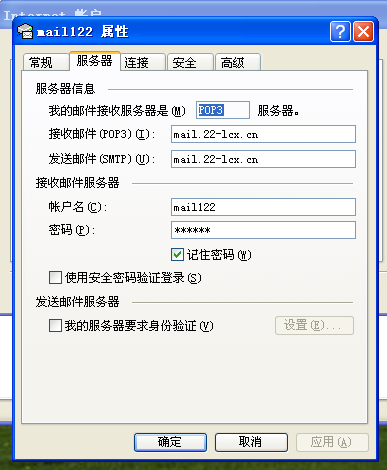 Internet 帐户
mail122 属性
常规 服务器 连接 安全 高级
服务器信息
我的邮件接收服务器是(M) POP3 服务器。
接收邮件(POP3)(I): mail.22-lcx.cn
发送邮件(SMTP)(U): mail.22-lcx.cn
接收邮件服务器
帐户名(C): mail122
密码(P): ******
记住密码(W)
使用安全密码验证登录(S)
发送邮件服务器
我的服务器要求身份验证(V) 设置(E)...
确定 取消 应用(A)